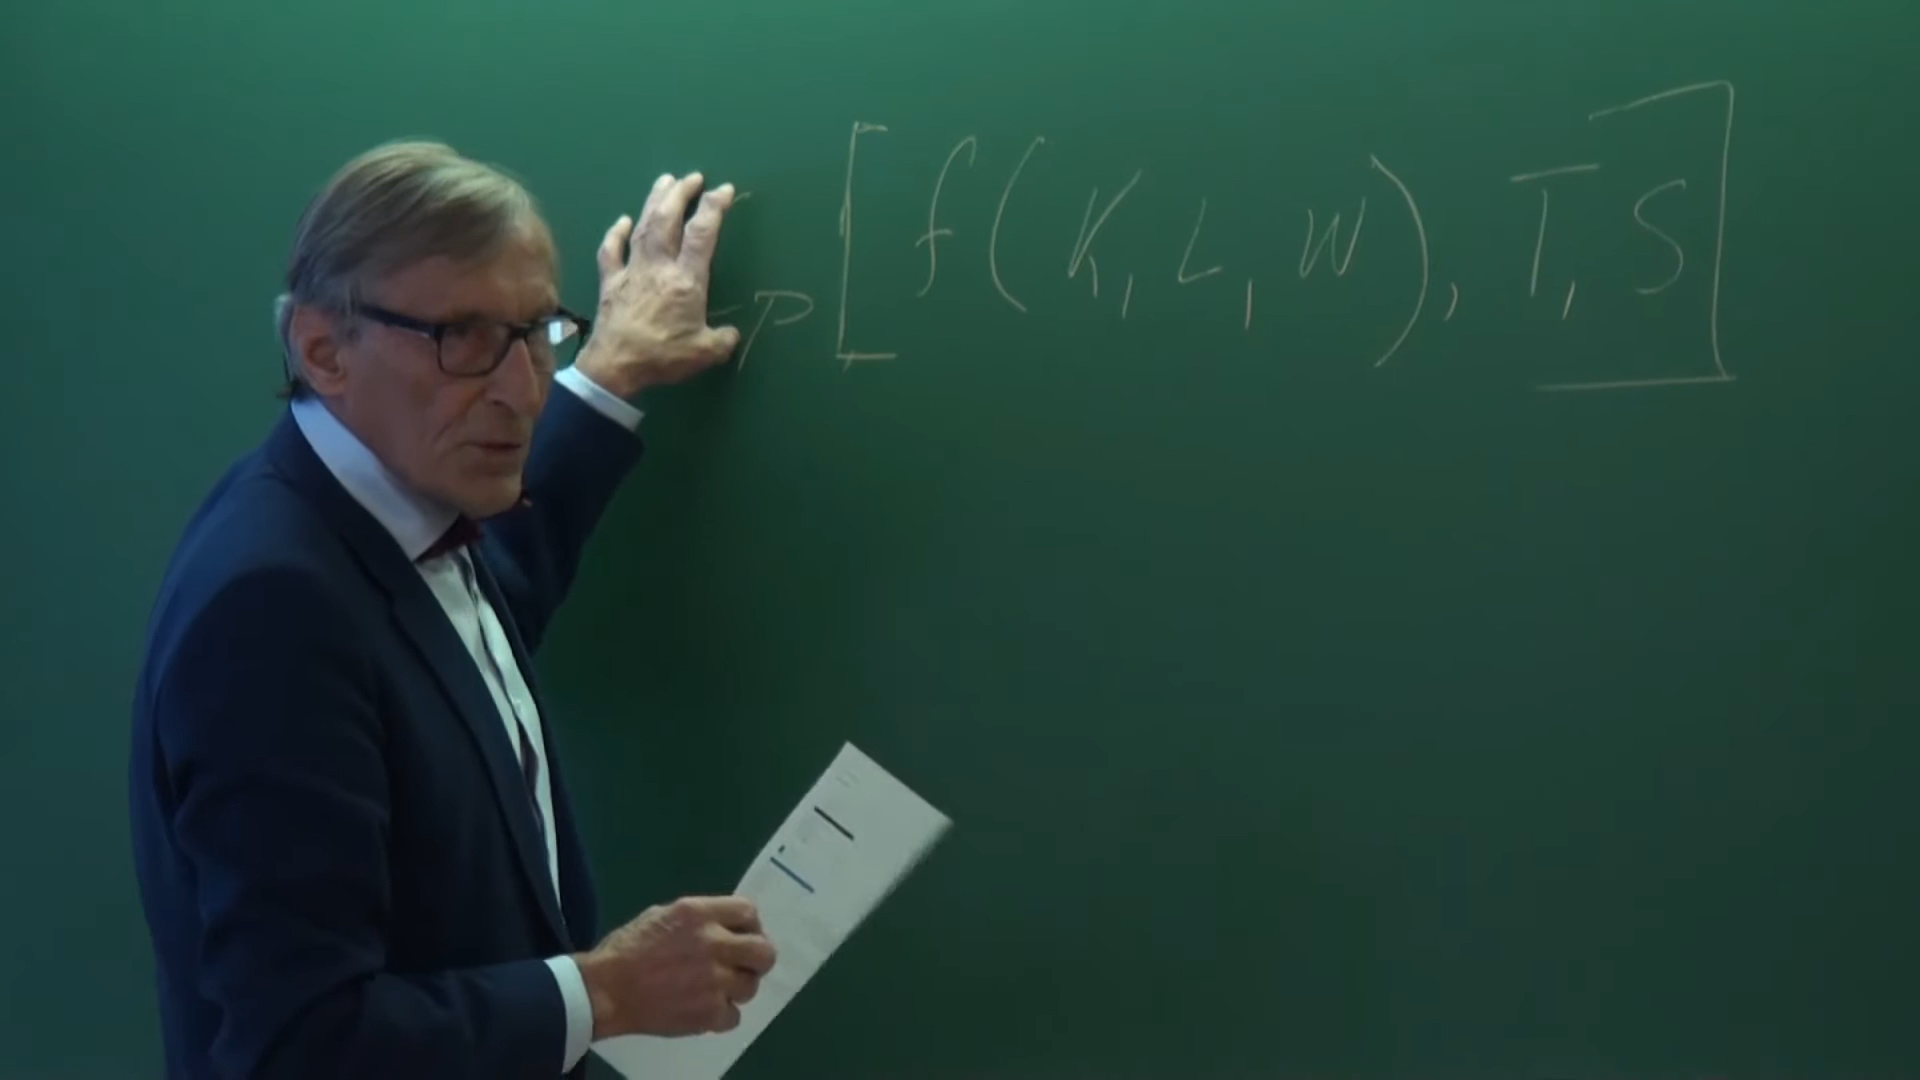 P [ f(K, L, W), T, S ]